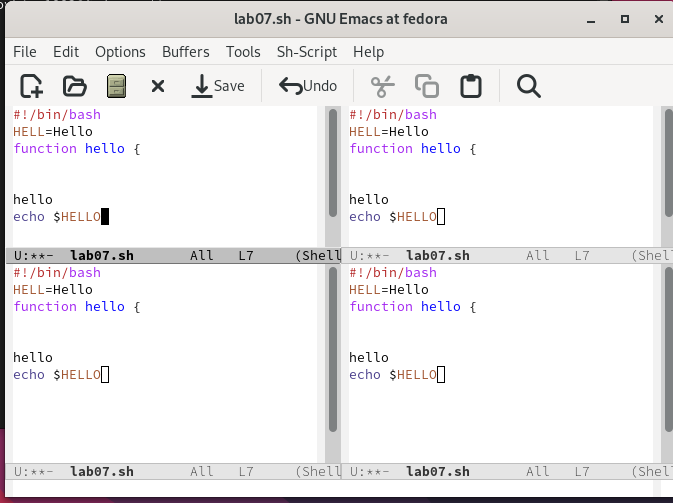 lab07.sh - GNU Emacs at fedora
File Edit Options Buffers Tools Sh-Script Help
Save Undo
#!/bin/bash
HELL=Hello
function hello {
hello
echo $HELLO
U:**- lab07.sh All L7 (Shell
#!/bin/bash
HELL=Hello
function hello {
hello
echo $HELLO
U:**- lab07.sh All L7 (Shell
#!/bin/bash
HELL=Hello
function hello {
hello
echo $HELLO
U:**- lab07.sh All L7 (Shell
#!/bin/bash
HELL=Hello
function hello {
hello
echo $HELLO
U:**- lab07.sh All L7 (Shell